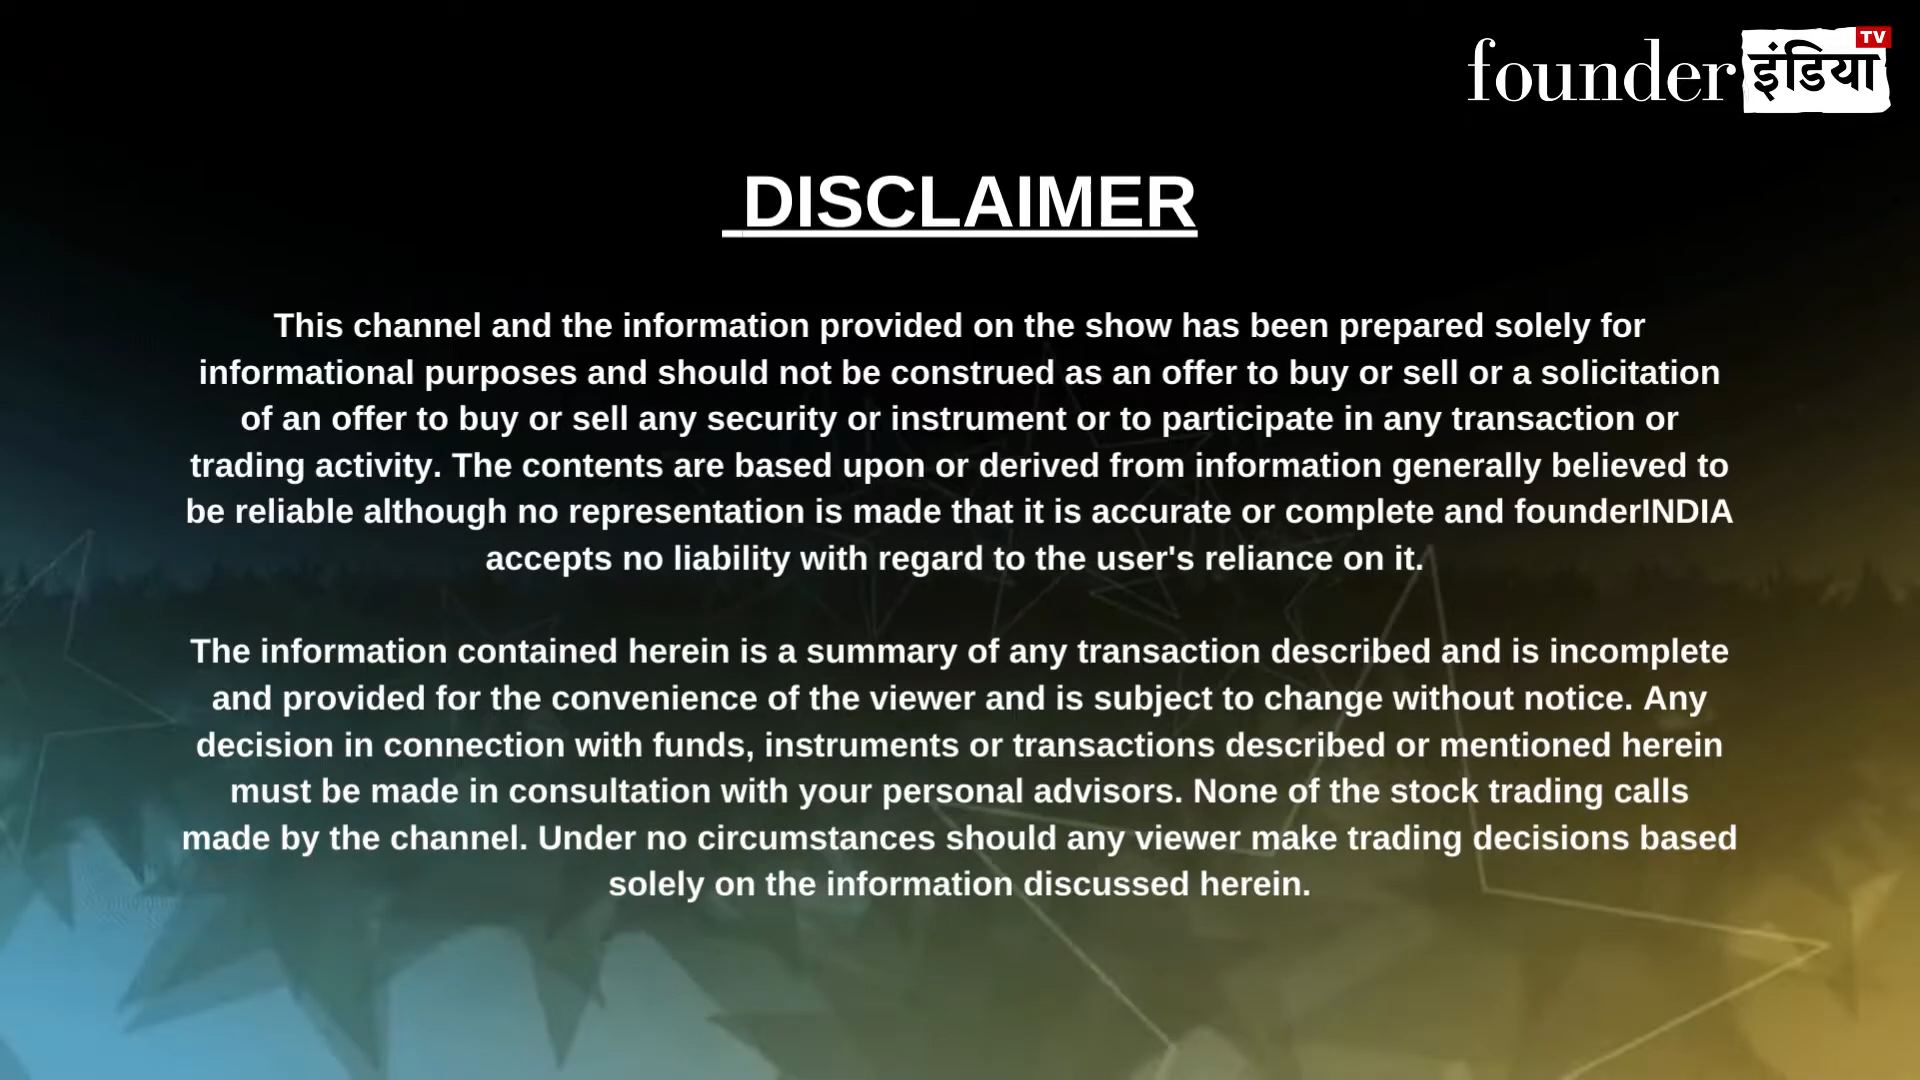 founder इंडिया TV
DISCLAIMER
This channel and the information provided on the show has been prepared solely for
informational purposes and should not be construed as an offer to buy or sell or a solicitation
of an offer to buy or sell any security or instrument or to participate in any transaction or
trading activity. The contents are based upon or derived from information generally believed to
be reliable although no representation is made that it is accurate or complete and founderINDIA
accepts no liability with regard to the user's reliance on it.
The information contained herein is a summary of any transaction described and is incomplete
and provided for the convenience of the viewer and is subject to change without notice. Any
decision in connection with funds, instruments or transactions described or mentioned herein
must be made in consultation with your personal advisors. None of the stock trading calls
made by the channel. Under no circumstances should any viewer make trading decisions based
solely on the information discussed herein.